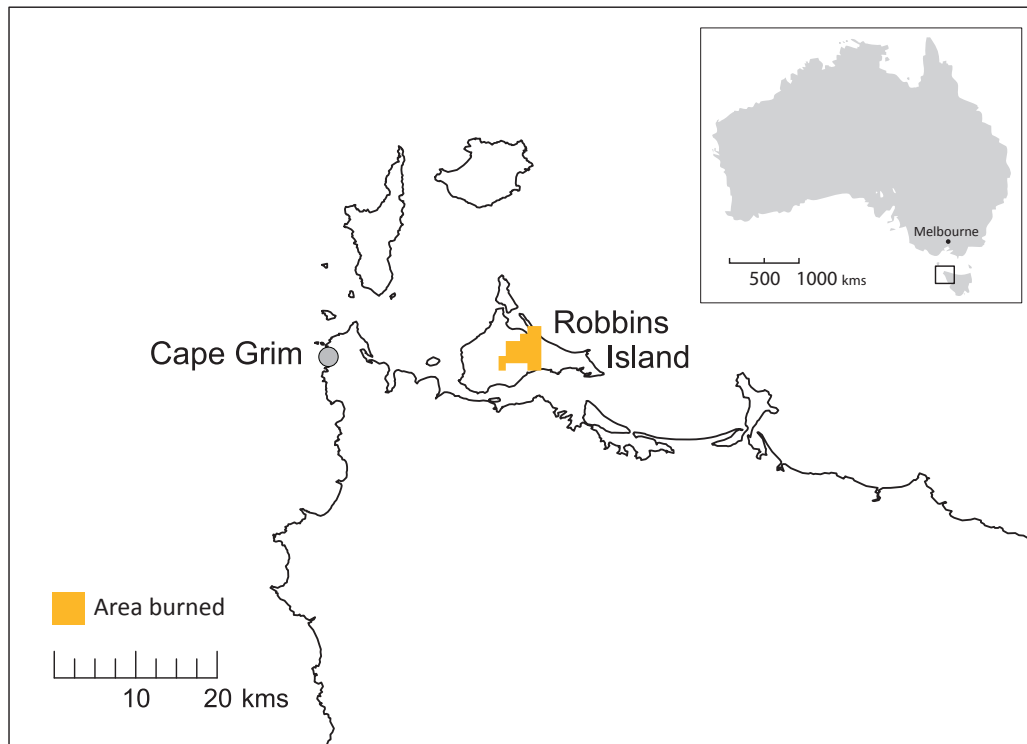 Melbourne
500 1000 kms
Robbins
Island
Cape Grim
Area burned
10 20 kms